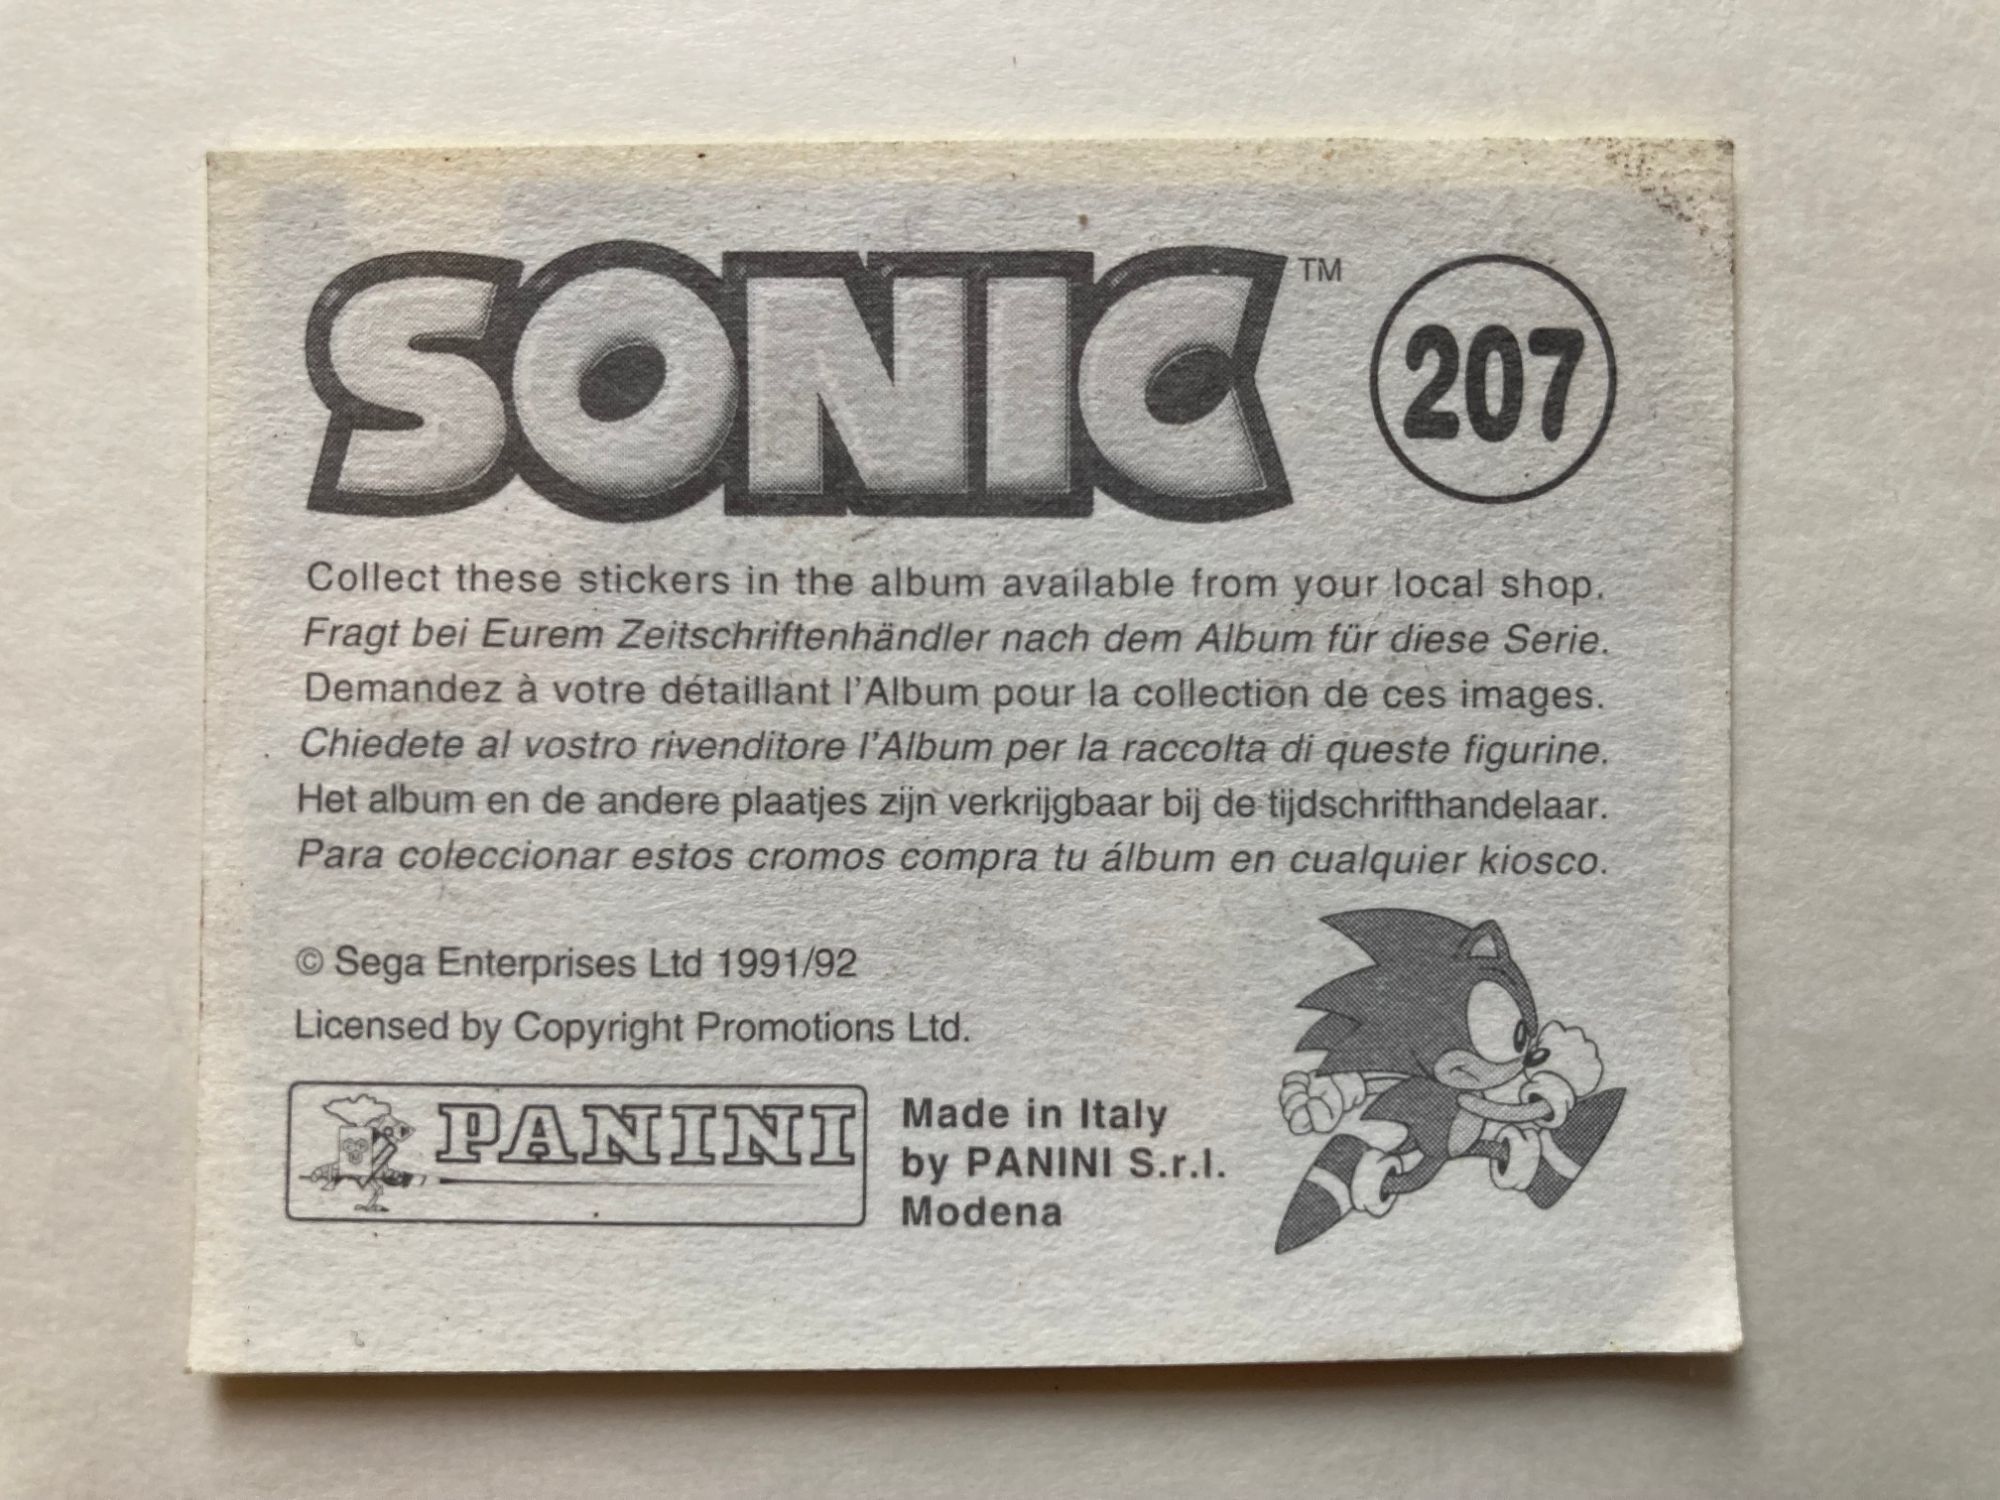 SONIC™
207
Collect these stickers in the album available from your local shop.
Fragt bei Eurem Zeitschriftenhändler nach dem Album für diese Serie.
Demandez à votre détaillant l'Album pour la collection de ces images.
Chiedete al vostro rivenditore l'Album per la raccolta di queste figurine.
Het album en de andere plaatjes zijn verkrijgbaar bij de tijdschrifthandelaar.
Para coleccionar estos cromos compra tu álbum en cualquier kiosco.
© Sega Enterprises Ltd 1991/92
Licensed by Copyright Promotions Ltd.
PANINI
Made in Italy
by PANINI S.r.l.
Modena